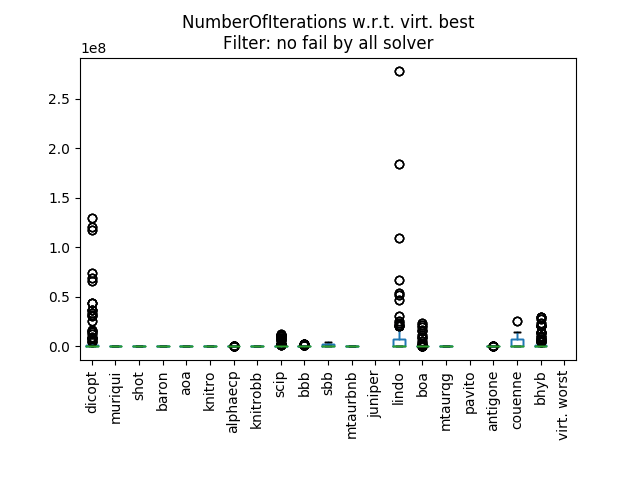 NumberOfIterations w.r.t. virt. best
Filter: no fail by all solver
1e8
2.5
2.0
1.5
1.0
0.5
0.0
dicopt
muriqui
shot
baron
aoa
knitro
alphaecp
knitrobb
scip
bbb
sbb
mtaurbnb
juniper
lindo
boa
mtaurqg
pavito
antigone
couenne
bhyb
virt. worst